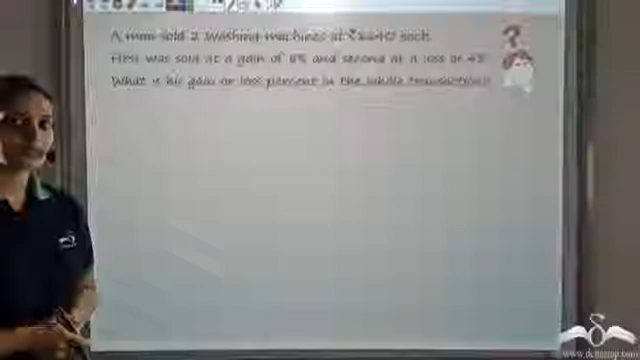 A man sold 2 washing machines at each
First was sold at a gain of and second at a loss of
What is his gain or loss percent in the whole transaction